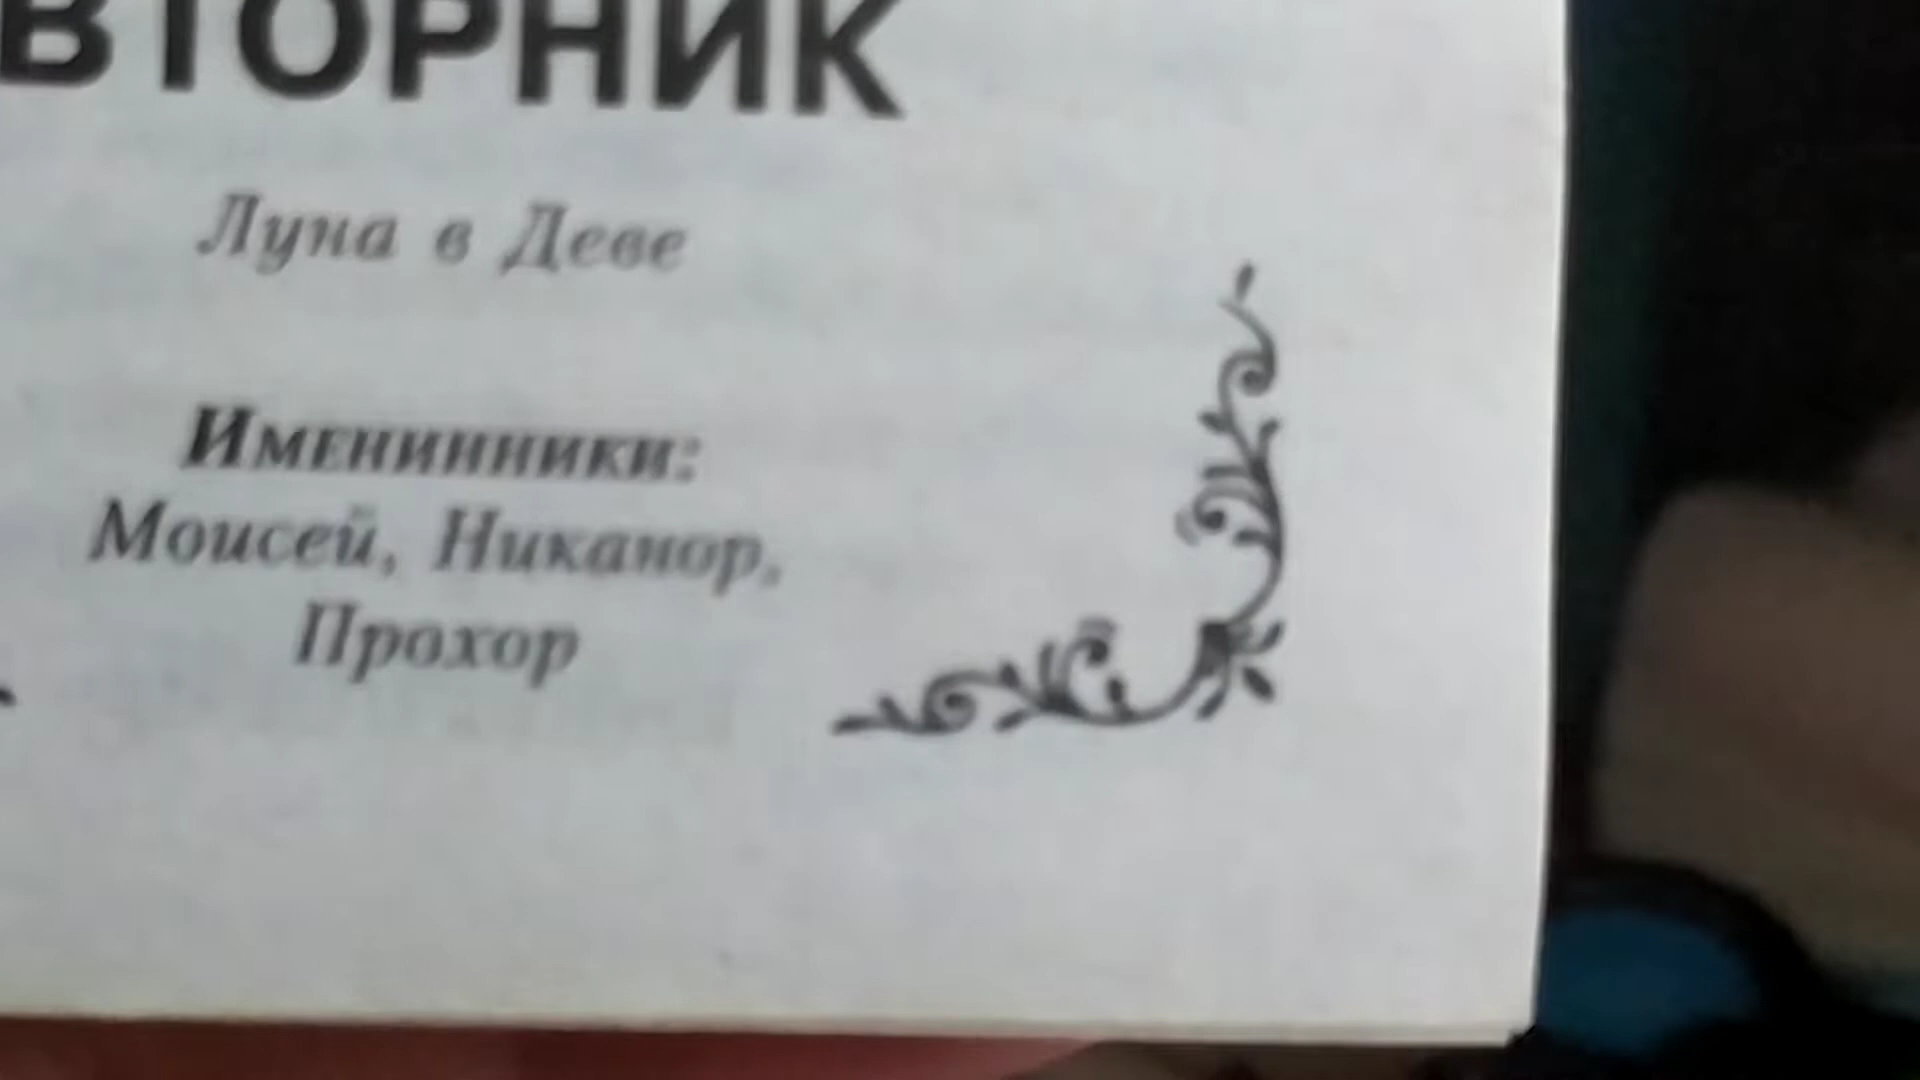 ВТОРНИК
Луна в Деве
Именинники:
Моисей, Никанор,
Прохор